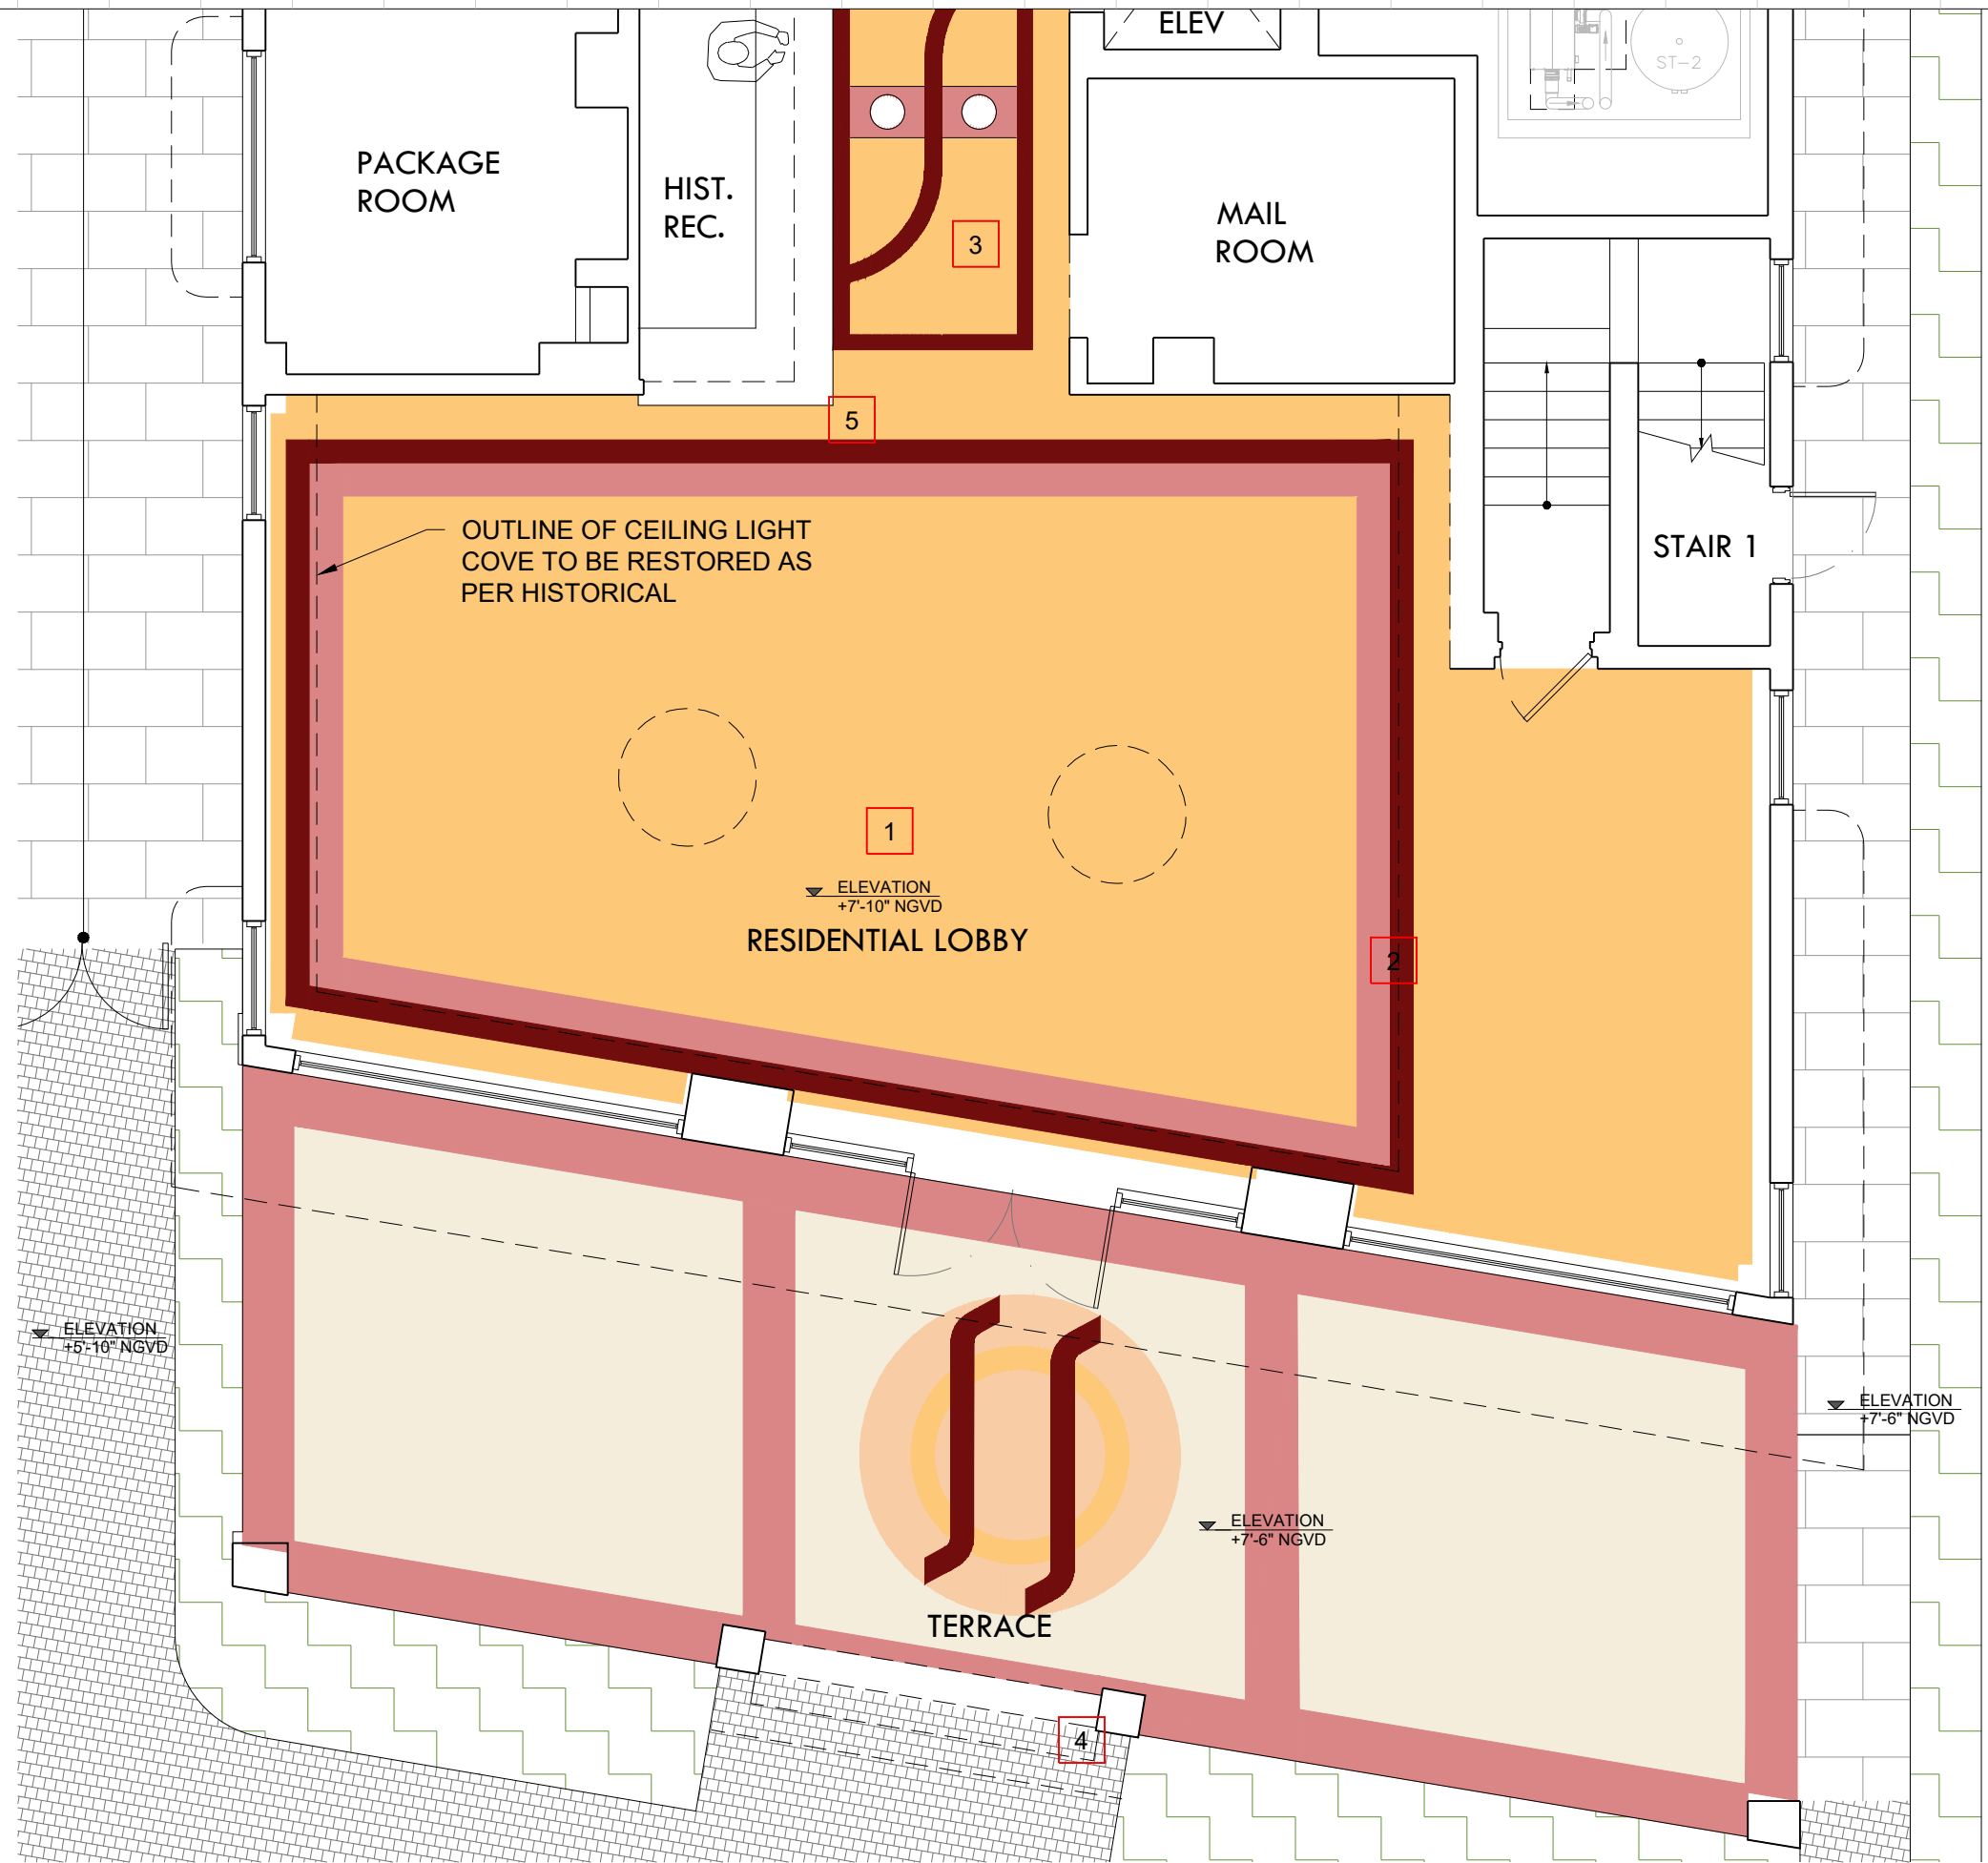 ELEV
ST-2
PACKAGE
ROOM
HIST.
REC.
MAIL
ROOM
3
5
OUTLINE OF CEILING LIGHT
COVE TO BE RESTORED AS
PER HISTORICAL
STAIR 1
1
ELEVATION
+7'-10" NGVD
RESIDENTIAL LOBBY
2
ELEVATION
+5'-10" NGVD
ELEVATION
+7'-6" NGVD
ELEVATION
+7'-6" NGVD
TERRACE
4